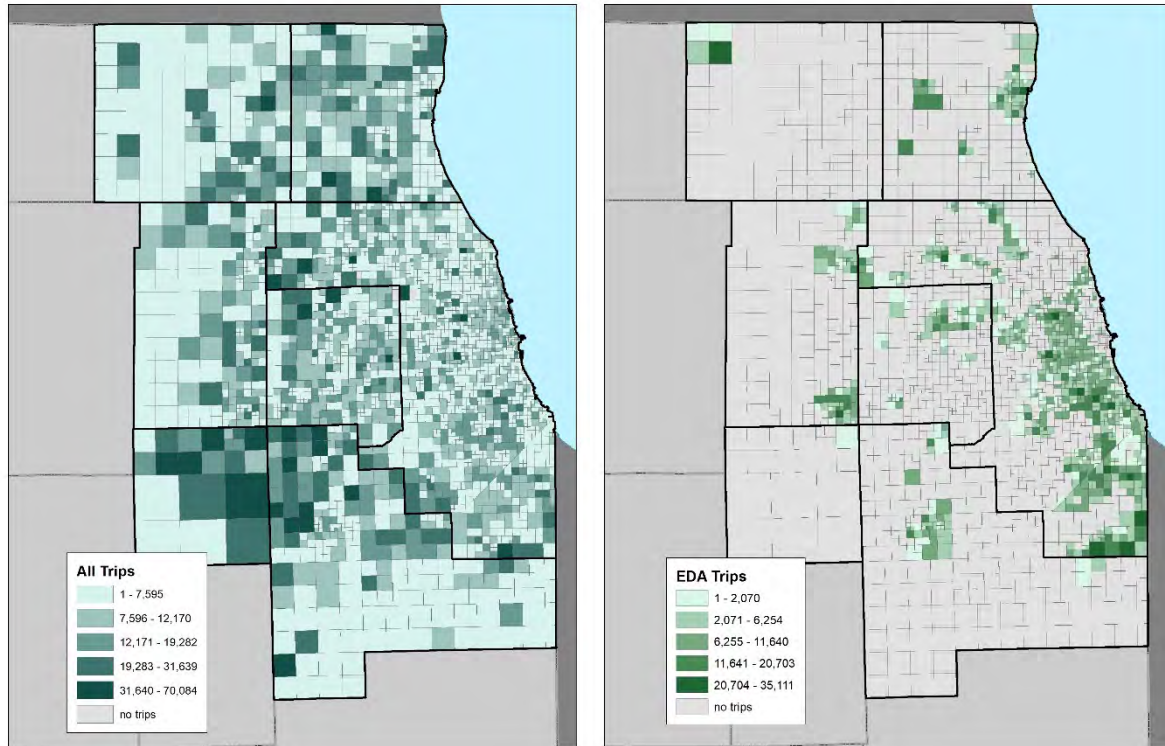 All Trips
1 - 7,595
7,596 - 12,170
12,171 - 19,282
19,283 - 31,639
31,640 - 70,084
no trips
EDA Trips
1 - 2,070
2,071 - 6,254
6,255 - 11,640
11,641 - 20,703
20,704 - 35,111
no trips